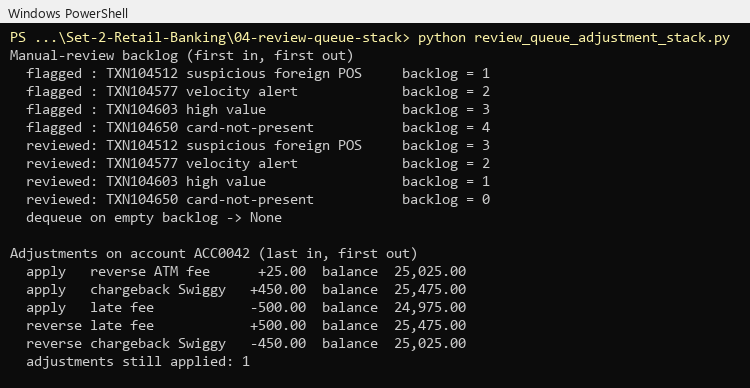 Windows PowerShell
PS ...\Set-2-Retail-Banking\04-review-queue-stack> python review_queue_adjustment_stack.py
Manual-review backlog (first in, first out)
  flagged : TXN104512 suspicious foreign POS     backlog = 1
  flagged : TXN104577 velocity alert             backlog = 2
  flagged : TXN104603 high value                 backlog = 3
  flagged : TXN104650 card-not-present           backlog = 4
  reviewed: TXN104512 suspicious foreign POS     backlog = 3
  reviewed: TXN104577 velocity alert             backlog = 2
  reviewed: TXN104603 high value                 backlog = 1
  reviewed: TXN104650 card-not-present           backlog = 0
  dequeue on empty backlog -> None

Adjustments on account ACC0042 (last in, first out)
  apply   reverse ATM fee      +25.00  balance  25,025.00
  apply   chargeback Swiggy   +450.00  balance  25,475.00
  apply   late fee            -500.00  balance  24,975.00
  reverse late fee            +500.00  balance  25,475.00
  reverse chargeback Swiggy   -450.00  balance  25,025.00
  adjustments still applied: 1